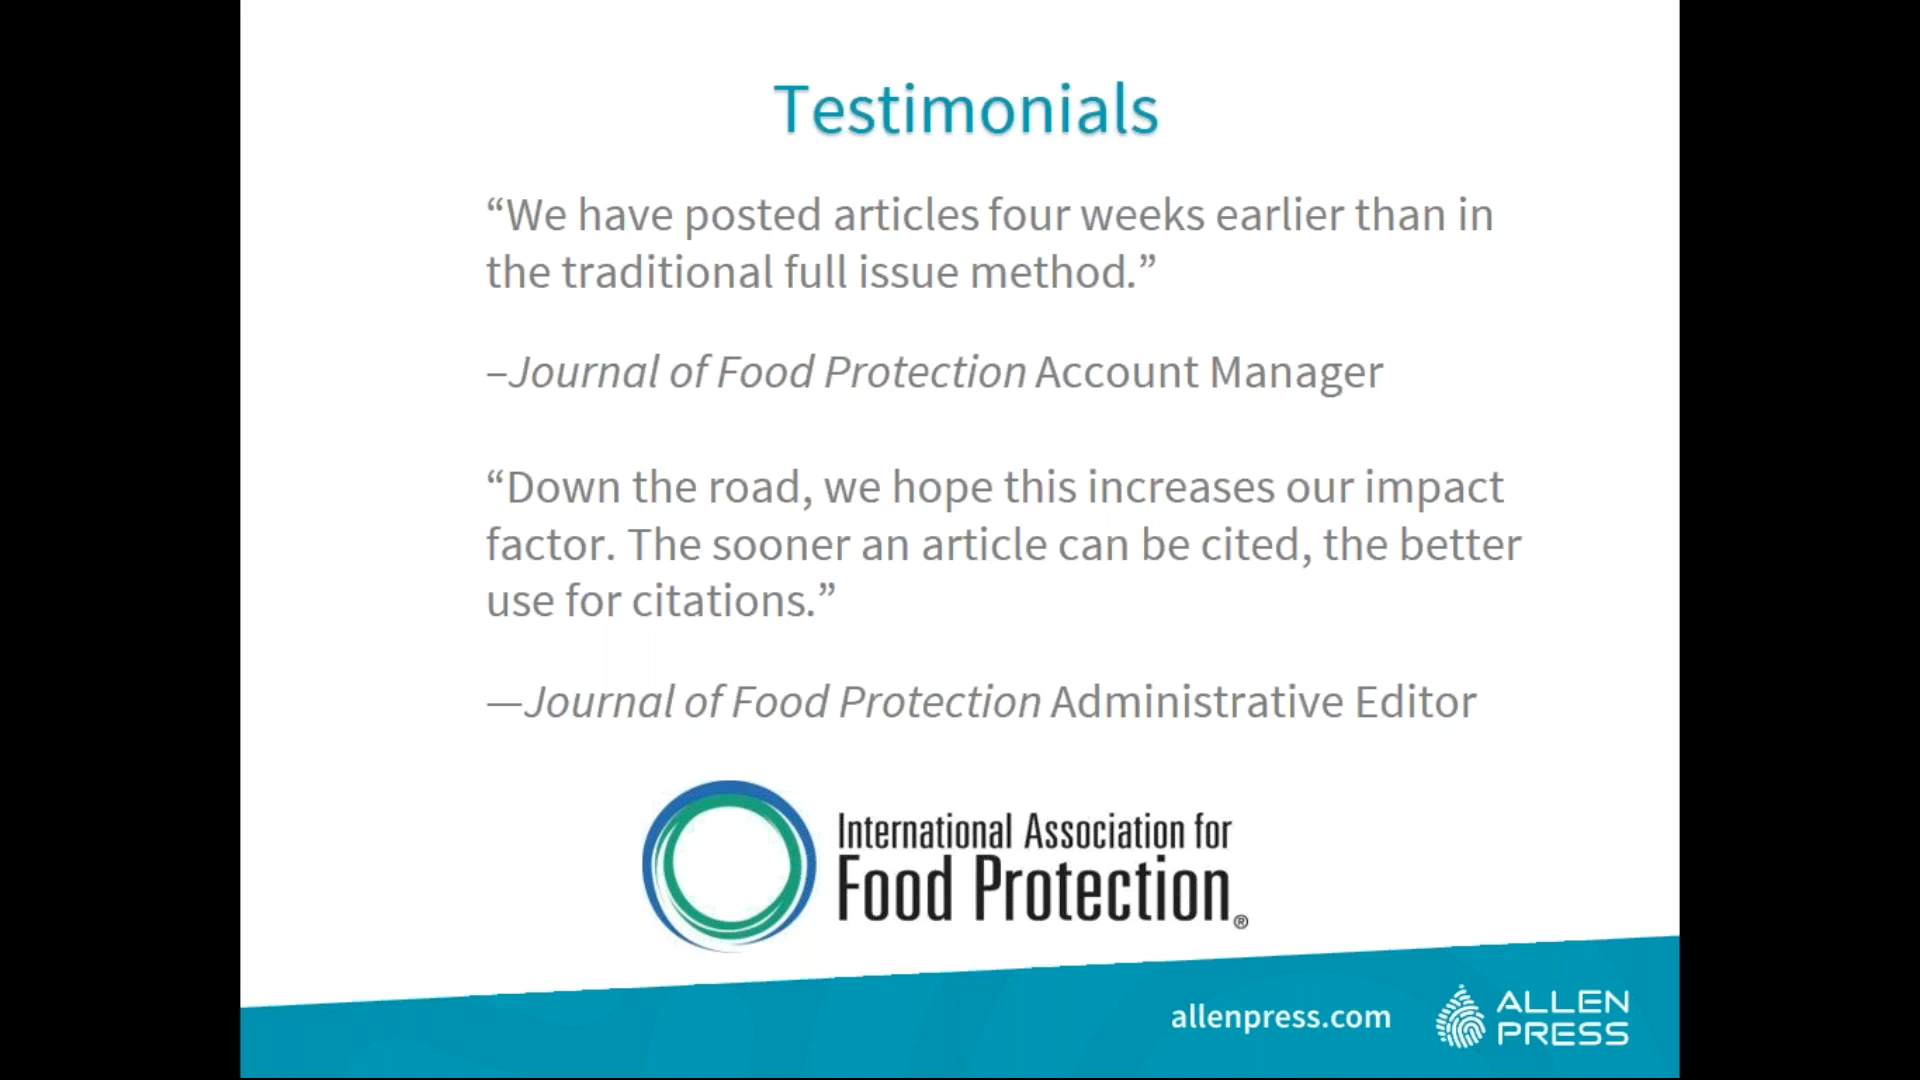 Testimonials
“We have posted articles four weeks earlier than in
the traditional full issue method.”
–Journal of Food Protection Account Manager
“Down the road, we hope this increases our impact
factor. The sooner an article can be cited, the better
use for citations.”
—Journal of Food Protection Administrative Editor
International Association for
Food Protection®
allenpress.com
ALLEN
PRESS